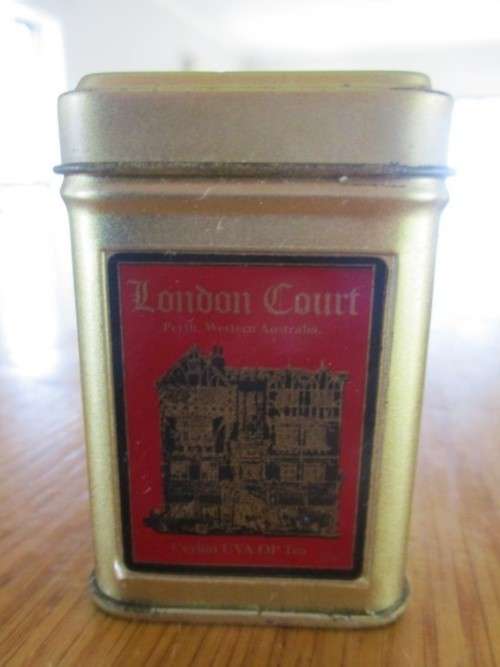 London Court
Perth, Western Australia.
Ceylon UVA OP Tea